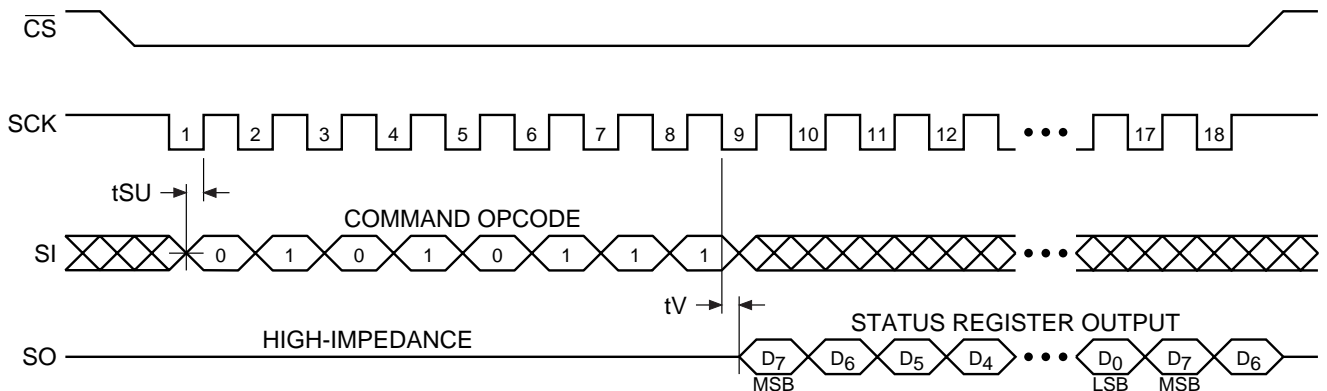 CS
SCK 1 2 3 4 5 6 7 8 9 10 11 12 17 18
tSU
COMMAND OPCODE
SI 0 1 0 1 0 1 1 1
tV
HIGH-IMPEDANCE STATUS REGISTER OUTPUT
SO D7 D6 D5 D4 D0 D7 D6
MSB LSB MSB